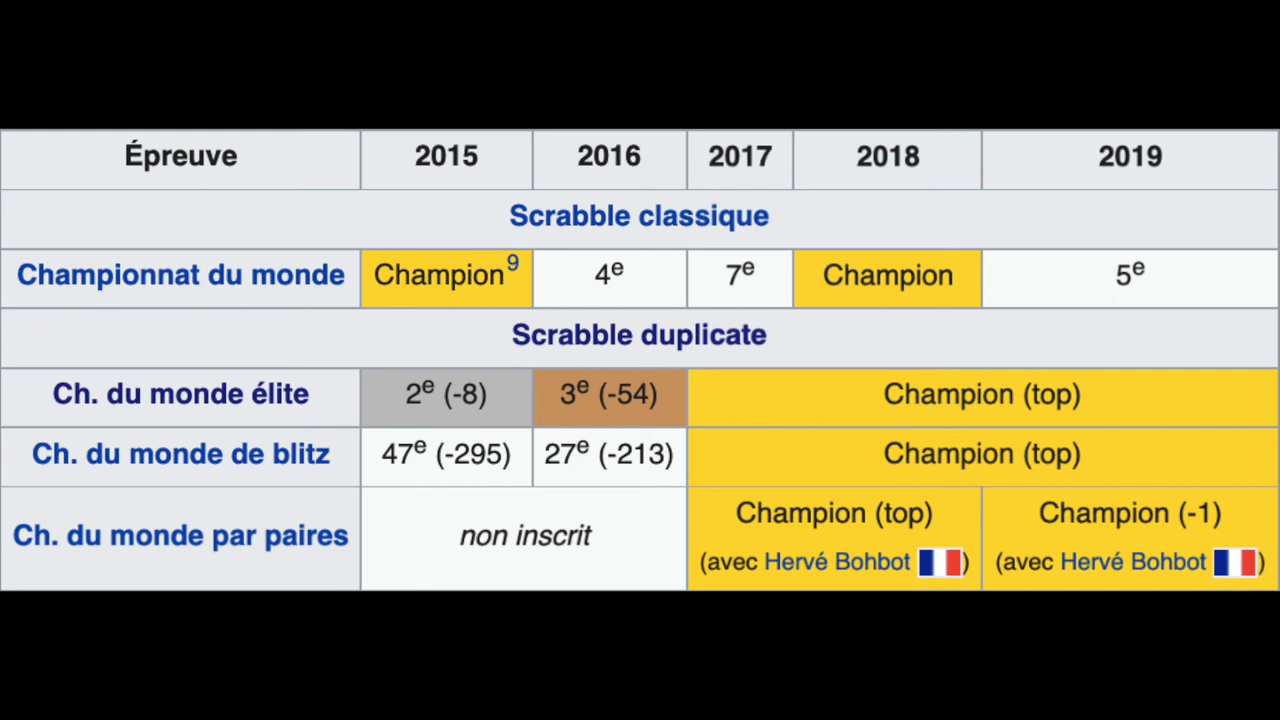 Épreuve 2015 2016 2017 2018 2019
Scrabble classique
Championnat du monde Champion9 4e 7e Champion 5e
Scrabble duplicate
Ch. du monde élite 2e (-8) 3e (-54) Champion (top)
Ch. du monde de blitz 47e (-295) 27e (-213) Champion (top)
Ch. du monde par paires non inscrit Champion (top) Champion (-1)
(avec Hervé Bohbot ) (avec Hervé Bohbot )